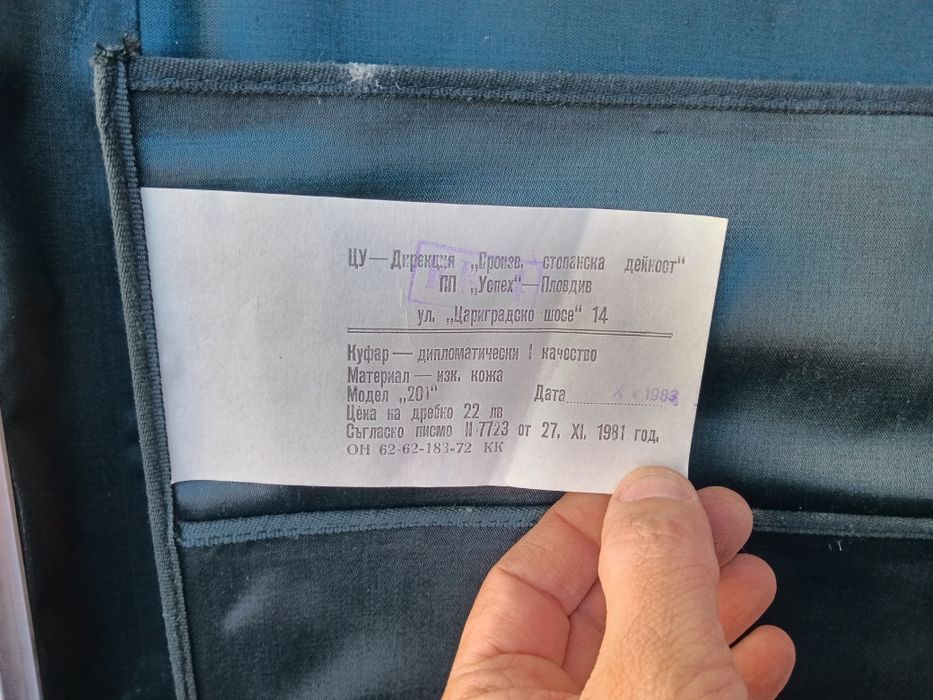 ЦУ — Дирекция „Произв. стопанска дейност“
ПП „Успех“ — Пловдив
ул. „Цариградско шосе“ 14
Куфар — дипломатически I качество
Материал — изк. кожа
Модел „201“ Дата X 1983
Цена на дребно 22 лв
Съгласно писмо N 7723 от 27. XI. 1981 год.
ОН 62-62-183-72 КК